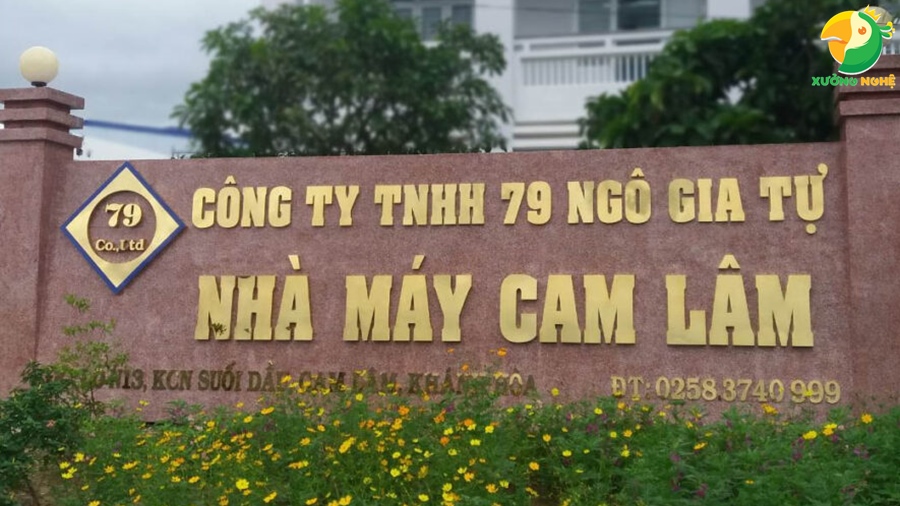 XƯỞNG NGHỆ
79
Co.,Ltd
CÔNG TY TNHH 79 NGÔ GIA TỰ
NHÀ MÁY CAM LÂM
KCN SUỐI DẦU, CAM LÂM, KHÁNH HÒA
ĐT: 0258.3740 999